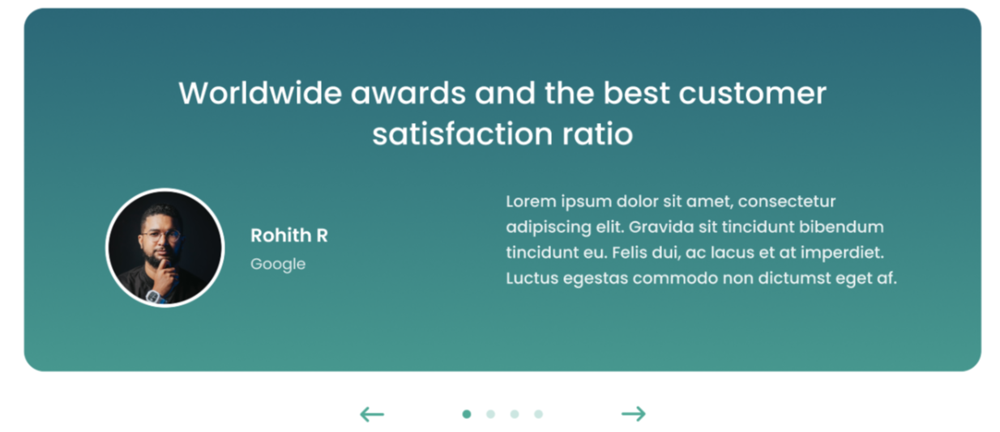 Worldwide awards and the best customer
satisfaction ratio
Rohith R
Google
Lorem ipsum dolor sit amet, consectetur
adipiscing elit. Gravida sit tincidunt bibendum
tincidunt eu. Felis dui, ac lacus et at imperdiet.
Luctus egestas commodo non dictumst eget af.